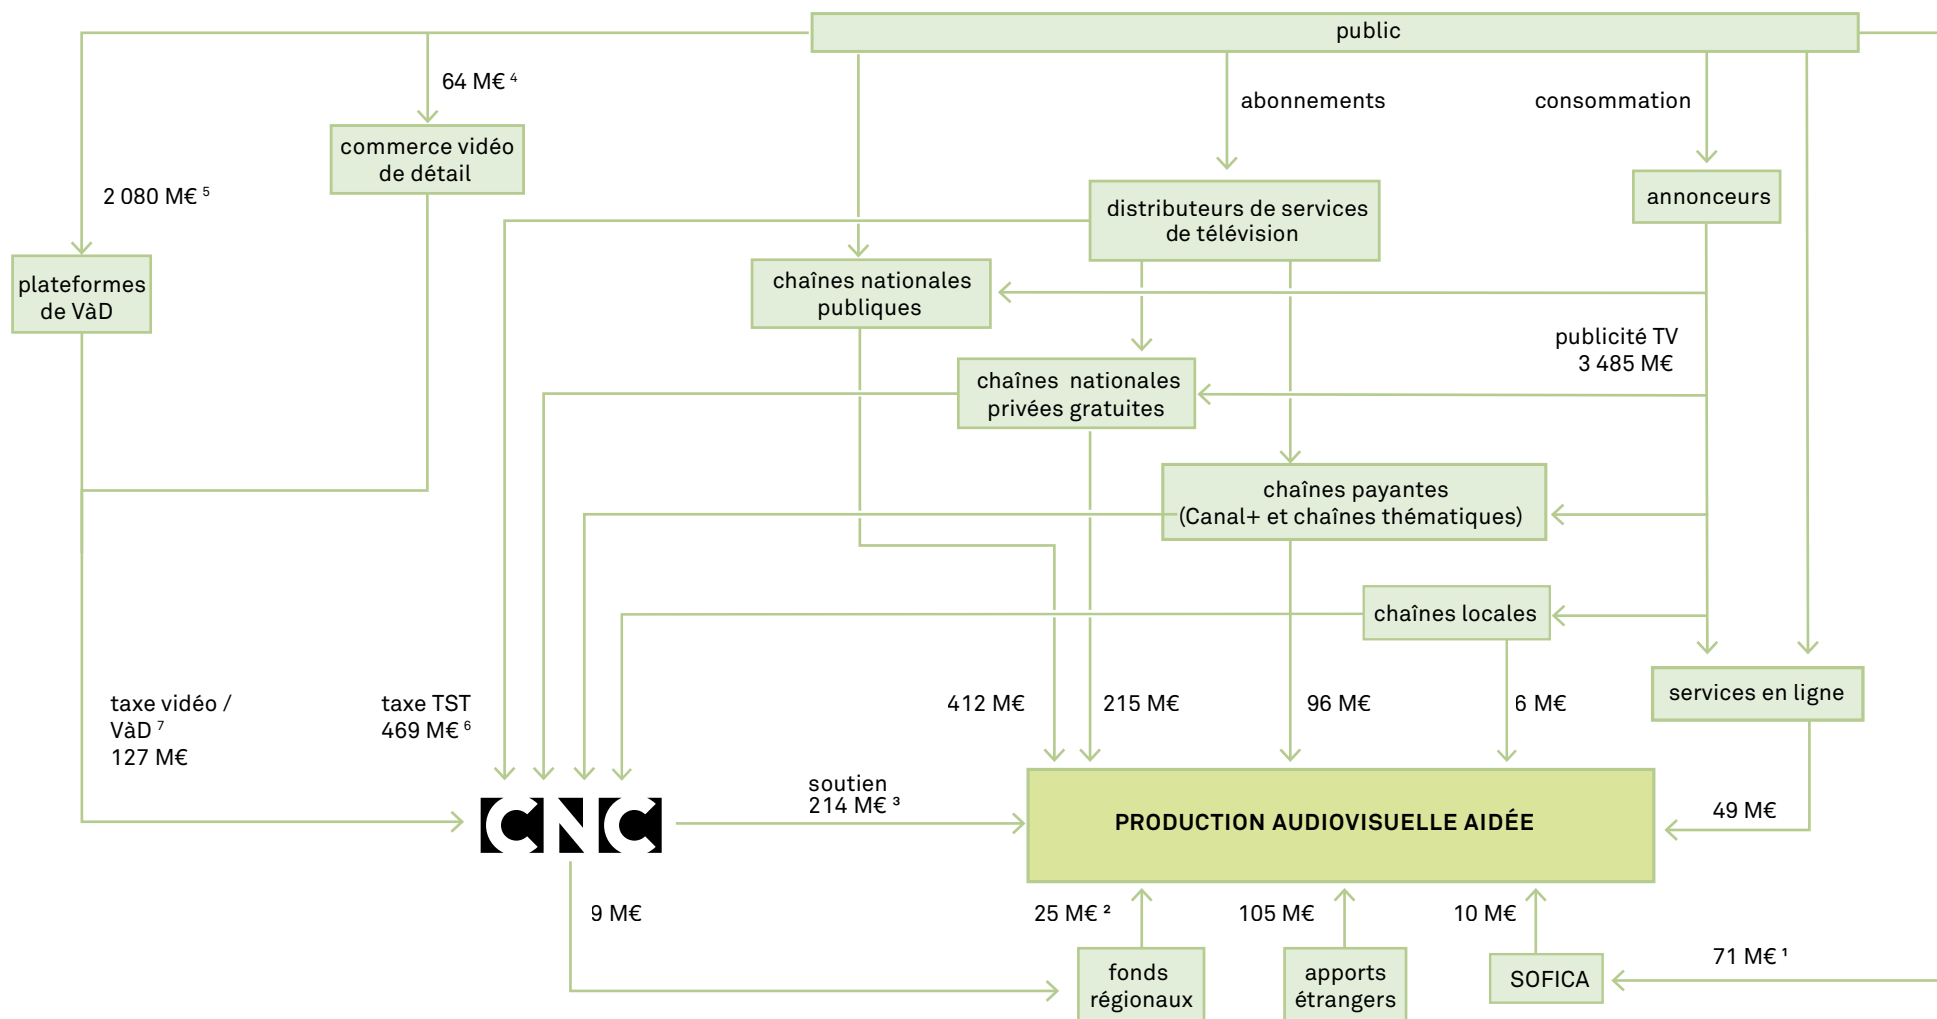 public
64 M€ ⁴
abonnements
consommation
commerce vidéo
de détail
2 080 M€ ⁵
annonceurs
distributeurs de services
de télévision
plateformes
de VàD
chaînes nationales
publiques
publicité TV
3 485 M€
chaînes nationales
privées gratuites
chaînes payantes
(Canal+ et chaînes thématiques)
chaînes locales
services en ligne
taxe vidéo /
VàD ⁷
127 M€
taxe TST
469 M€ ⁶
412 M€
215 M€
96 M€
6 M€
CNC
soutien
214 M€ ³
PRODUCTION AUDIOVISUELLE AIDÉE
49 M€
9 M€
25 M€ ²
105 M€
10 M€
71 M€ ¹
fonds
régionaux
apports
étrangers
SOFICA